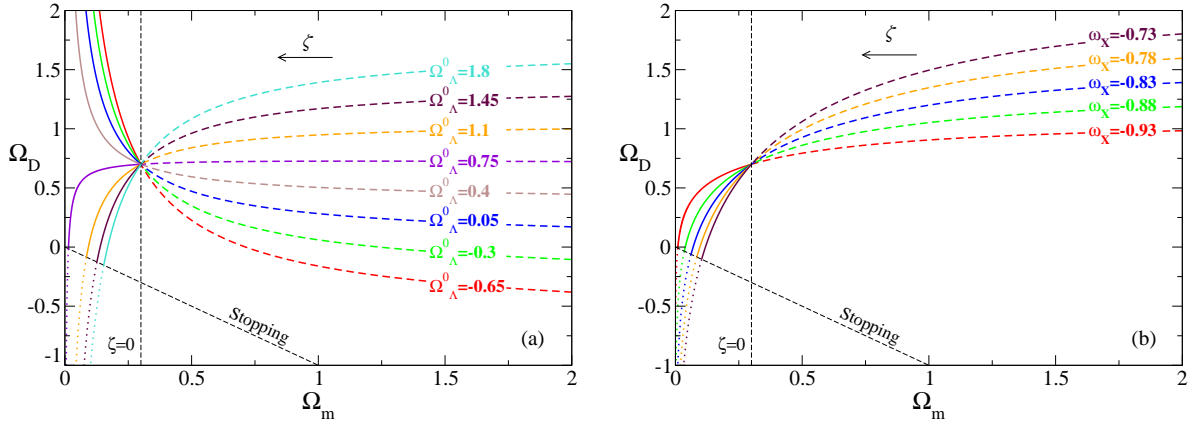 2
1.5
1
0.5
0
-0.5
-1
Ω_D
0
0.5
1
1.5
2
Ω_m
ζ
Ω^0_Λ=1.8
Ω^0_Λ=1.45
Ω^0_Λ=1.1
Ω^0_Λ=0.75
Ω^0_Λ=0.4
Ω^0_Λ=0.05
Ω^0_Λ=-0.3
Ω^0_Λ=-0.65
Stopping
ζ=0
(a)
2
1.5
1
0.5
0
-0.5
-1
Ω_D
0
0.5
1
1.5
2
Ω_m
ζ
ω_X=-0.73
ω_X=-0.78
ω_X=-0.83
ω_X=-0.88
ω_X=-0.93
Stopping
ζ=0
(b)